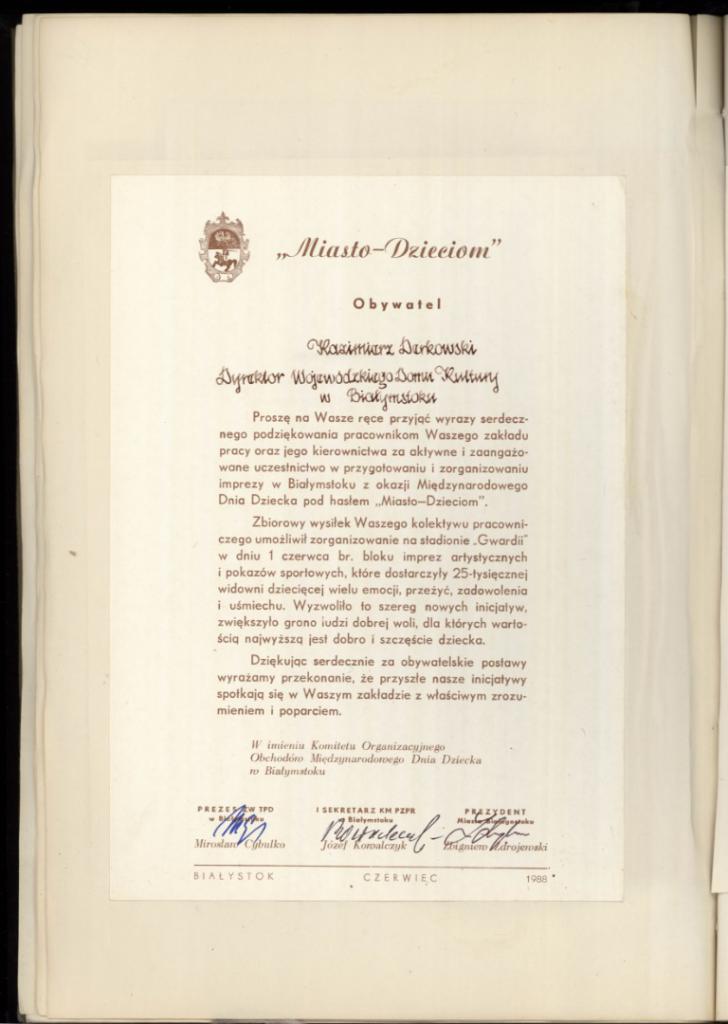 „Miasto—Dzieciom”
Obywatel
Kazimierz Derkowski
Dyrektor Wojewódzkiego Domu Kultury
w Białymstoku
Proszę na Wasze ręce przyjąć wyrazy serdecz-
nego podziękowania pracownikom Waszego zakładu
pracy oraz jego kierownictwa za aktywne i zaangażo-
wane uczestnictwo w przygotowaniu i zorganizowaniu
imprezy w Białymstoku z okazji Międzynarodowego
Dnia Dziecka pod hasłem „Miasto—Dzieciom”.
Zbiorowy wysiłek Waszego kolektywu pracowni-
czego umożliwił zorganizowanie na stadionie „Gwardii”
w dniu 1 czerwca br. bloku imprez artystycznych
i pokazów sportowych, które dostarczyły 25-tysięcznej
widowni dziecięcej wielu emocji, przeżyć, zadowolenia
i uśmiechu. Wyzwoliło to szereg nowych inicjatyw,
zwiększyło grono ludzi dobrej woli, dla których warto-
ścią najwyższą jest dobro i szczęście dziecka.
Dziękując serdecznie za obywatelskie postawy
wyrażamy przekonanie, że przyszłe nasze inicjatywy
spotkają się w Waszym zakładzie z właściwym zrozu-
mieniem i poparciem.
W imieniu Komitetu Organizacyjnego
Obchodów Międzynarodowego Dnia Dziecka
w Białymstoku
PREZES ZW TPD I SEKRETARZ KM PZPR PREZYDENT
w Białymstoku w Białymstoku Miasta Białegostoku
Mirosław Cybulko Józef Kowalczyk Zbigniew Zdrojewski
BIAŁYSTOK CZERWIEC 1988